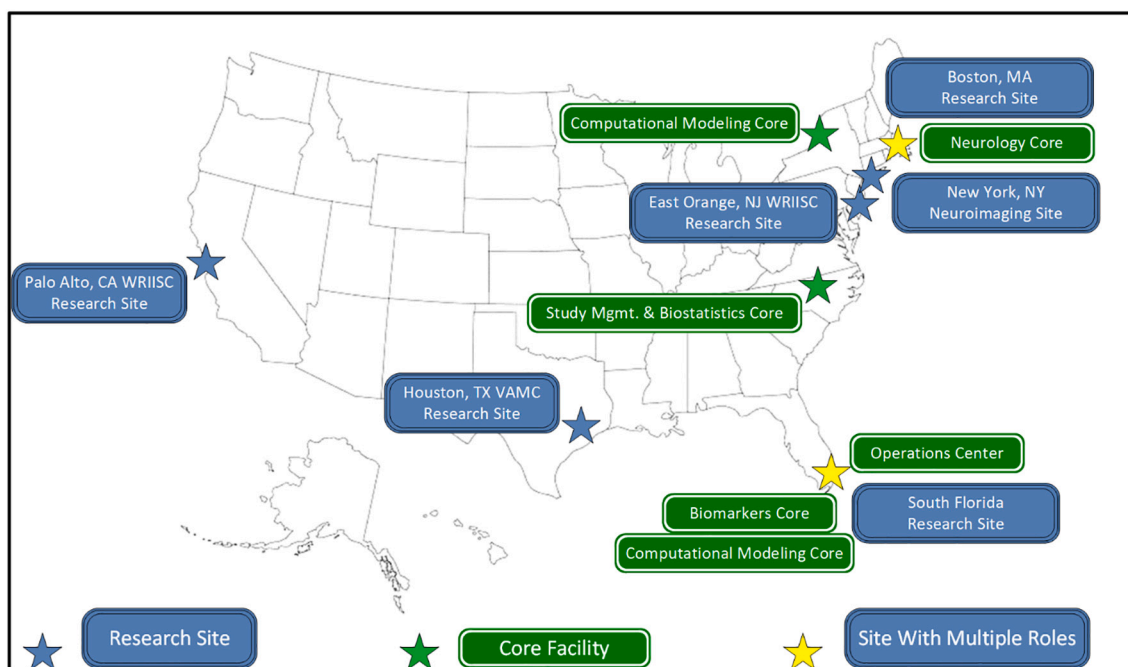 Boston, MA
Research Site
Computational Modeling Core
Neurology Core
East Orange, NJ WRIISC
Research Site
New York, NY
Neuroimaging Site
Palo Alto, CA WRIISC
Research Site
Study Mgmt. & Biostatistics Core
Houston, TX VAMC
Research Site
Operations Center
Biomarkers Core
South Florida
Research Site
Computational Modeling Core
Research Site
Core Facility
Site With Multiple Roles